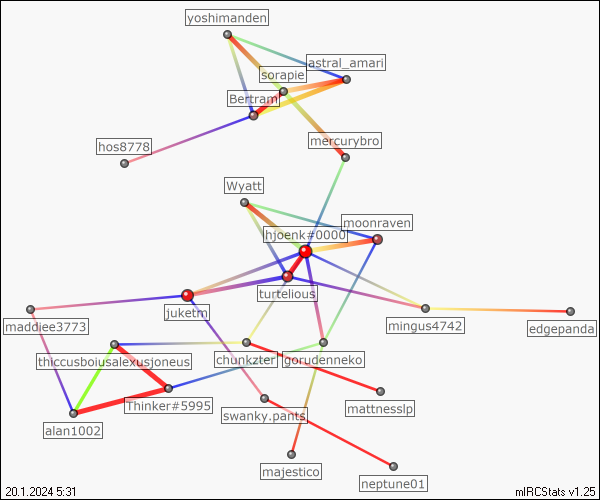 yoshimanden
astral_amari
sorapie
Bertram
mercurybro
hos8778
Wyatt
moonraven
hjoenk#0000
turtelious
juketm
maddiee3773
mingus4742
edgepanda
thiccusboiusalexusjoneus
chunkzter
gorudenneko
Thinker#5995
mattnesslp
swanky.pants
alan1002
majestico
neptune01
20.1.2024 5:31
mIRCStats v1.25